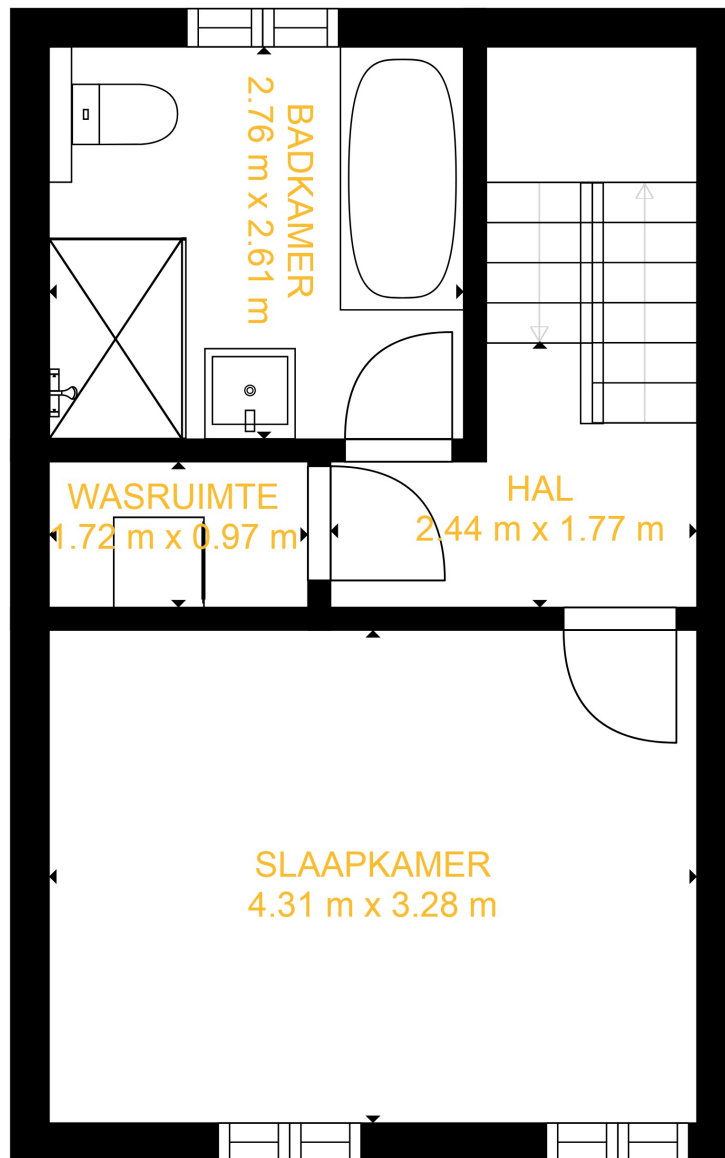 BADKAMER
2.76 m x 2.61 m
WASRUIMTE
1.72 m x 0.97 m
HAL
2.44 m x 1.77 m
SLAAPKAMER
4.31 m x 3.28 m